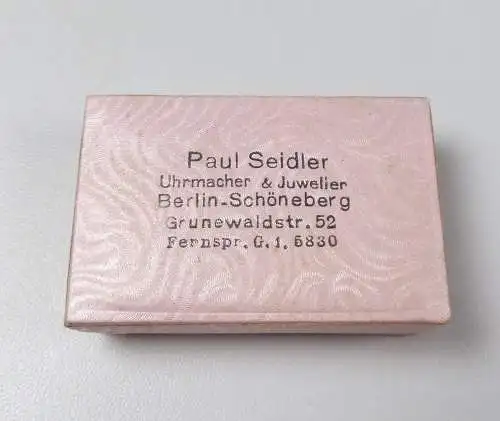 Paul Seidler
Uhrmacher & Juwelier
Berlin-Schöneberg
Grunewaldstr. 52
Fernspr. G.1, 5830